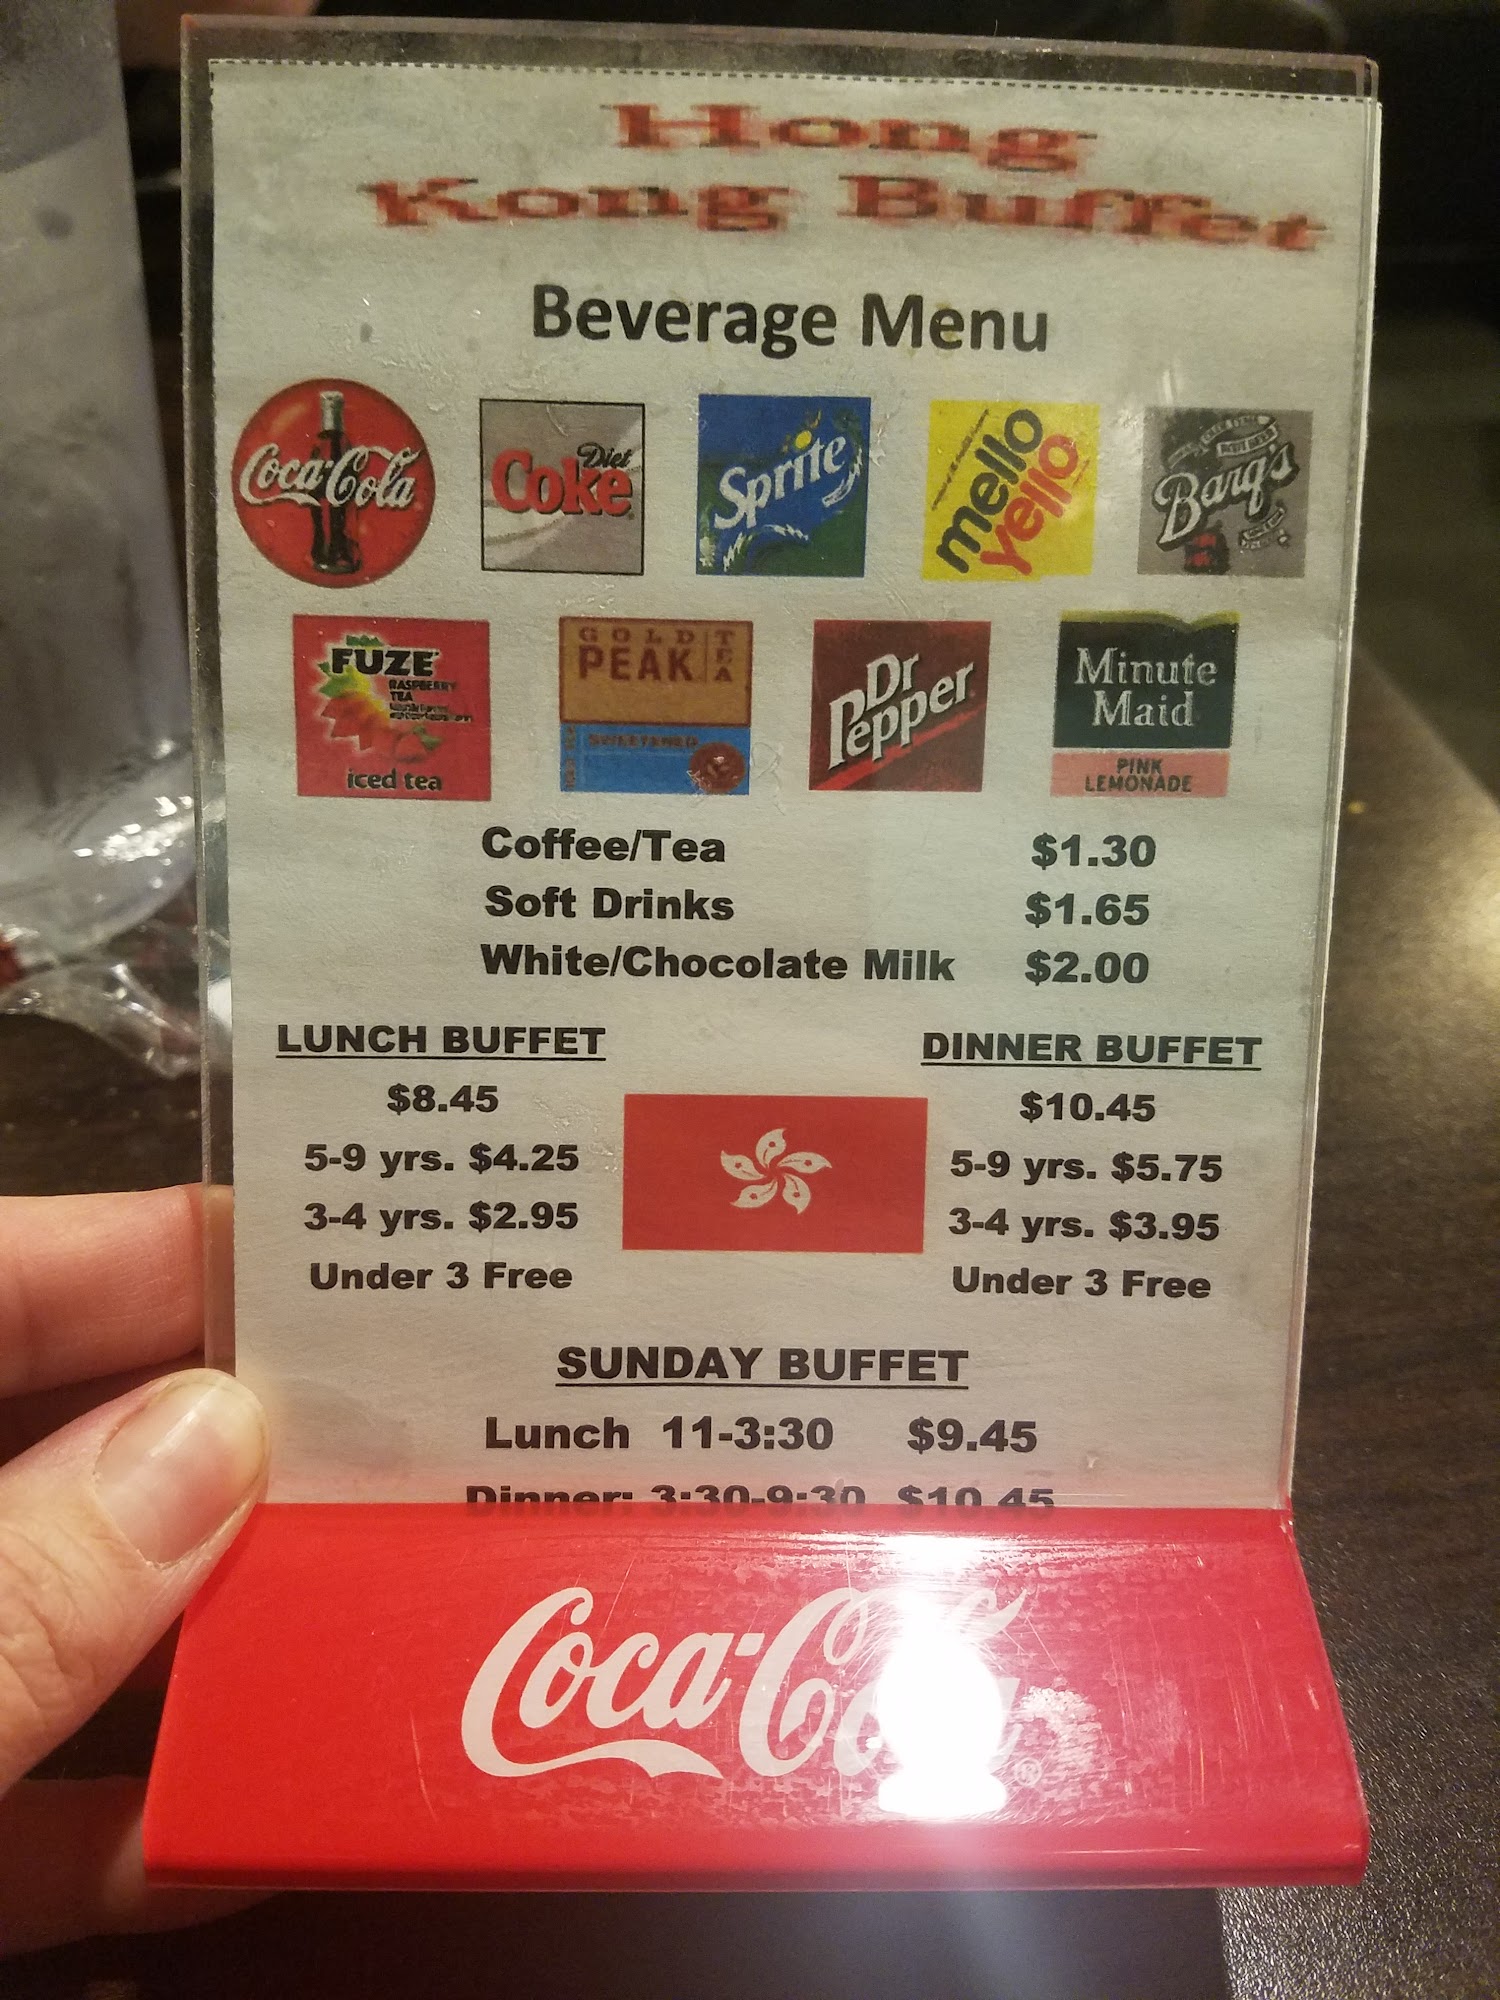 Hong
Kong Buffet
Beverage Menu
Coca-Cola
Diet
Coke
Sprite
mello
yello
Barq's
FUZE
RASPBERRY
TEA
iced tea
GOLD
PEAK
TEA
SWEETENED
Dr
Pepper
Minute
Maid
PINK
LEMONADE
Coffee/Tea $1.30
Soft Drinks $1.65
White/Chocolate Milk $2.00
LUNCH BUFFET
$8.45
5-9 yrs. $4.25
3-4 yrs. $2.95
Under 3 Free
DINNER BUFFET
$10.45
5-9 yrs. $5.75
3-4 yrs. $3.95
Under 3 Free
SUNDAY BUFFET
Lunch 11-3:30 $9.45
Dinner: 3:30-9:30 $10.45
Coca-Cola ®